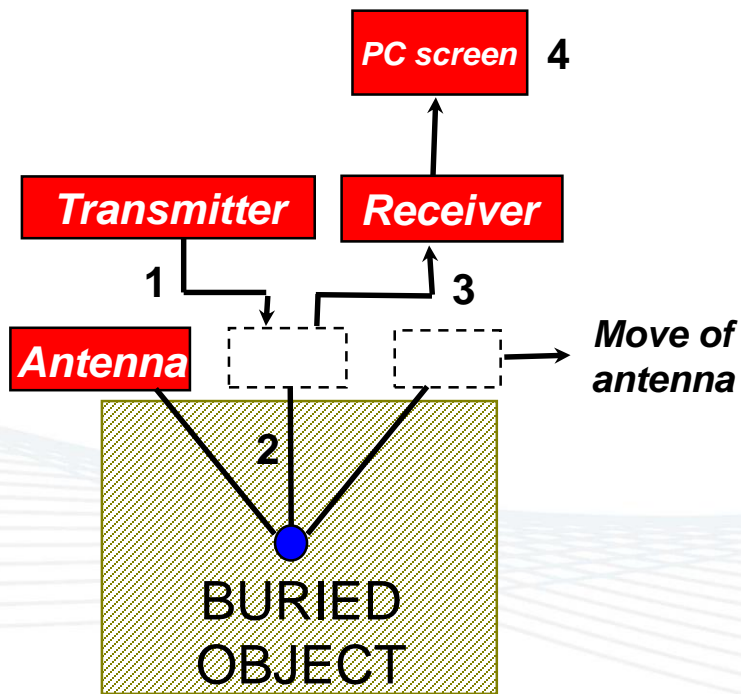 PC screen
4
Transmitter
Receiver
1
3
Antenna
Move of
antenna
2
BURIED
OBJECT